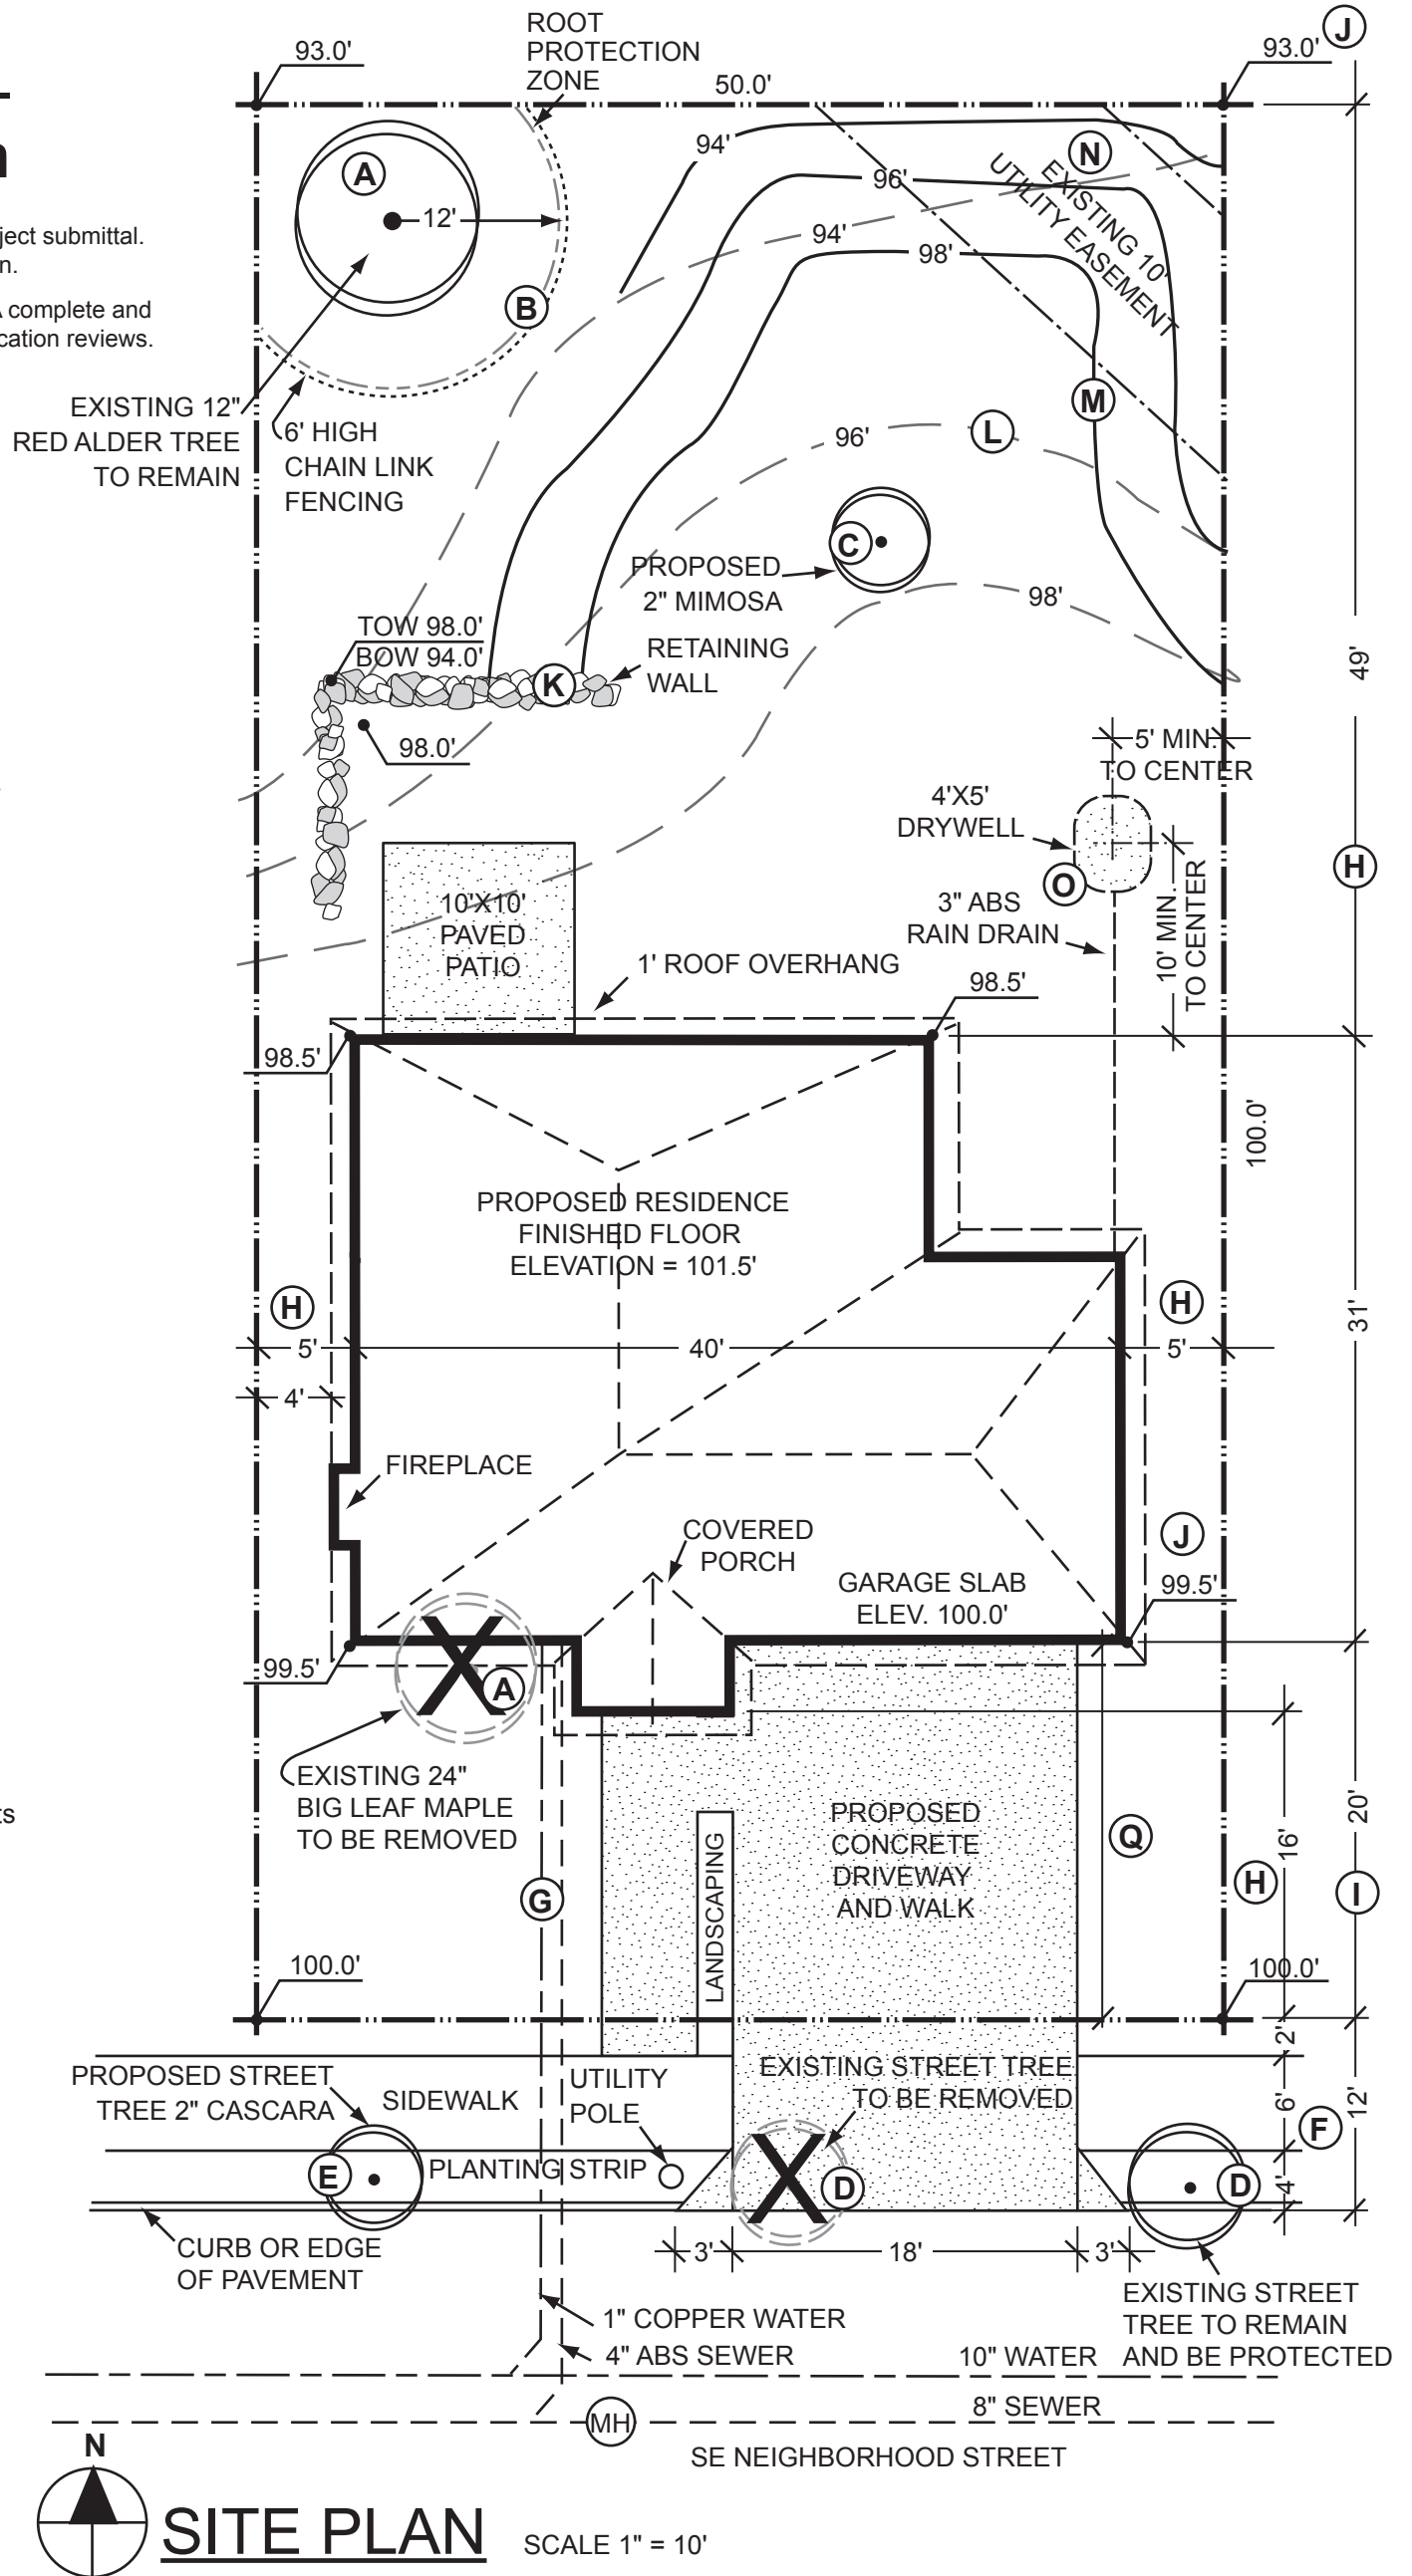 J
ROOT
PROTECTION
ZONE
93.0'
93.0'
50.0'
n
A
94'
N
96'
EXISTING 10'
UTILITY EASEMENT
12'
94'
98'
ject submittal.
n.
B
A complete and
cation reviews.
M
EXISTING 12"
RED ALDER TREE
TO REMAIN
6' HIGH
CHAIN LINK
FENCING
96'
L
C
PROPOSED
2" MIMOSA
98'
TOW 98.0'
BOW 94.0'
RETAINING
WALL
K
49'
98.0'
5' MIN.
TO CENTER
4'X5'
DRYWELL
H
O
10'X10'
PAVED
PATIO
3" ABS
RAIN DRAIN
10' MIN.
TO CENTER
1' ROOF OVERHANG
98.5'
98.5'
100.0'
PROPOSED RESIDENCE
FINISHED FLOOR
ELEVATION = 101.5'
H
H
31'
5'
40'
5'
4'
FIREPLACE
COVERED
PORCH
J
GARAGE SLAB
ELEV. 100.0'
99.5'
99.5'
A
EXISTING 24"
BIG LEAF MAPLE
TO BE REMOVED
ts
PROPOSED
CONCRETE
DRIVEWAY
AND WALK
LANDSCAPING
Q
16'
20'
G
H
I
100.0'
100.0'
2'
PROPOSED STREET
TREE 2" CASCARA
SIDEWALK
UTILITY
POLE
EXISTING STREET TREE
TO BE REMOVED
6'
F
12'
E
PLANTING STRIP
D
D
4'
CURB OR EDGE
OF PAVEMENT
3'
18'
3'
EXISTING STREET
TREE TO REMAIN
AND BE PROTECTED
1" COPPER WATER
4" ABS SEWER
10" WATER
8" SEWER
MH
SE NEIGHBORHOOD STREET
N
SITE PLAN
SCALE 1" = 10'